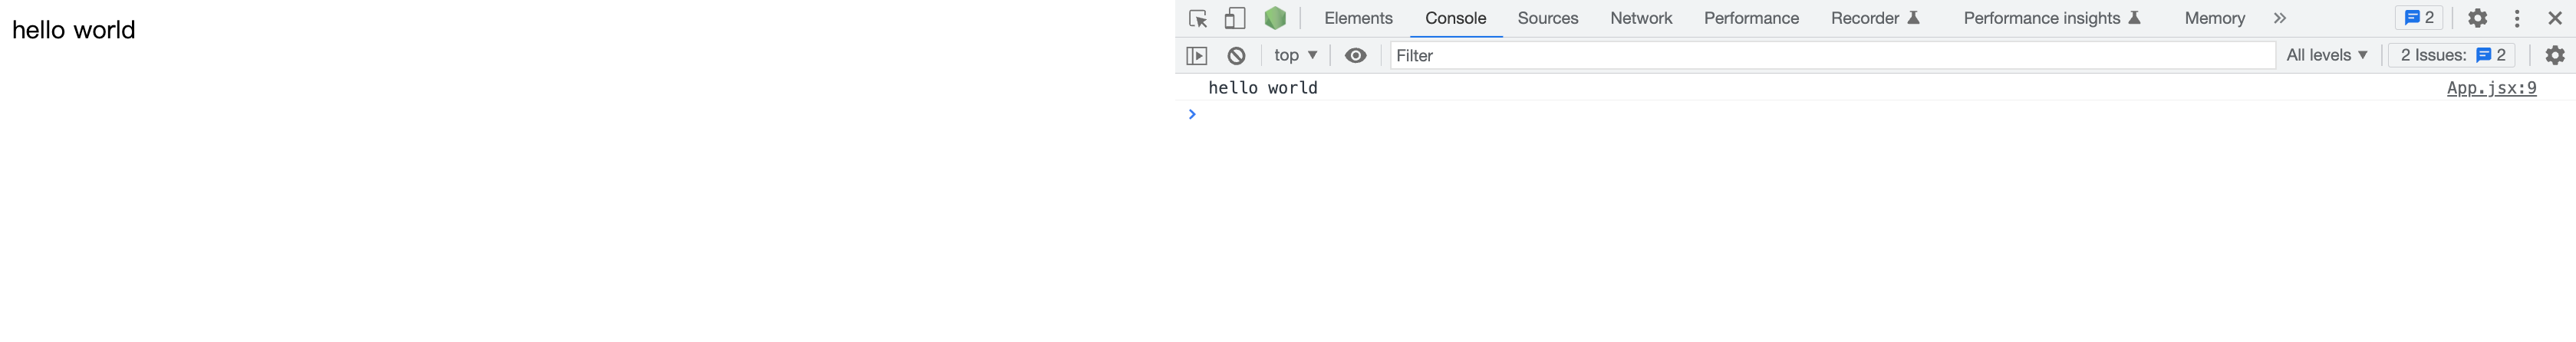 hello world
Elements Console Sources Network Performance Recorder Performance insights Memory 2
top Filter All levels 2 Issues: 2
hello world App.jsx:9